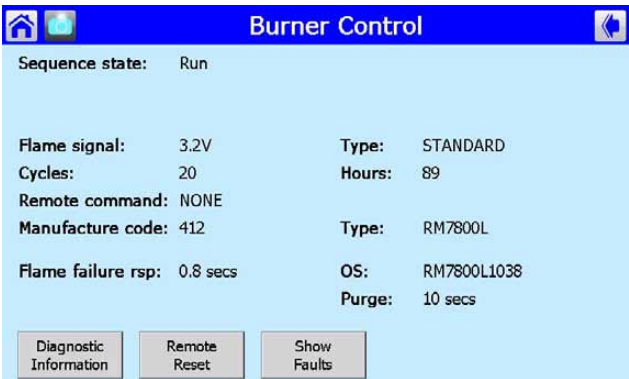 Burner Control
Sequence state: Run
Flame signal: 3.2V Type: STANDARD
Cycles: 20 Hours: 89
Remote command: NONE
Manufacture code: 412 Type: RM7800L
Flame failure rsp: 0.8 secs OS: RM7800L1038
Purge: 10 secs
Diagnostic Remote Show
Information Reset Faults